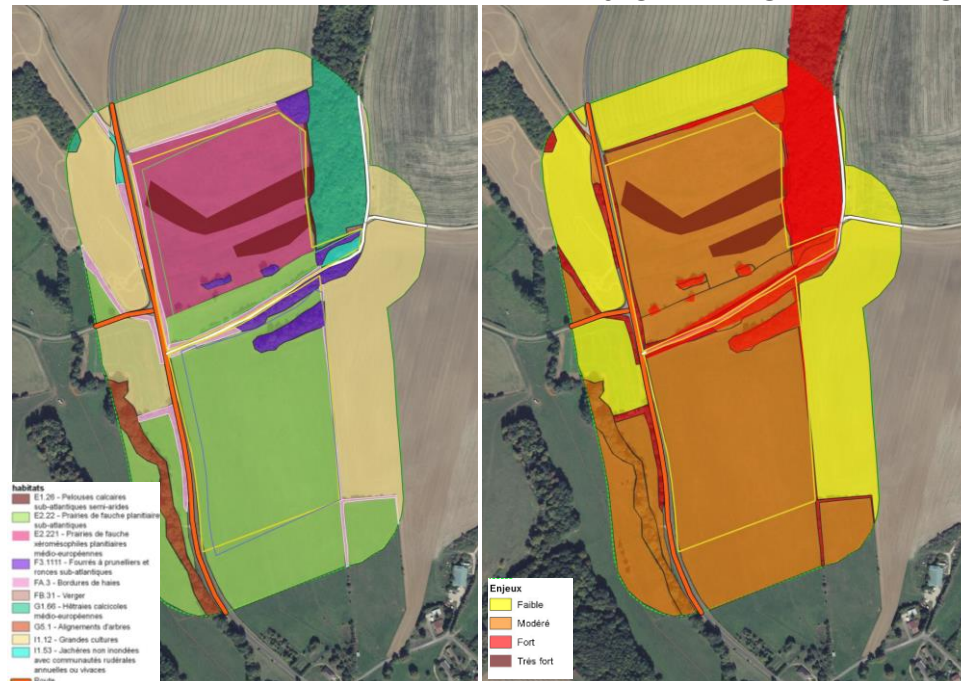 habitats
E1.26 - Pelouses calcaires
sub-atlantiques semi-arides
E2.22 - Prairies de fauche planitiaire
sub-atlantiques
E2.221 - Prairies de fauche
xéromésophiles planitiaires
médio-européennes
F3.1111 - Fourrés à prunelliers et
ronces sub-atlantiques
FA.3 - Bordures de haies
FB.31 - Verger
G1.66 - Hêtraies calcicoles
médio-européennes
G5.1 - Alignements d'arbres
I1.12 - Grandes cultures
I1.53 - Jachères non inondées
avec communautés rudérales
annuelles ou vivaces
Route
Enjeux
Faible
Modéré
Fort
Trés fort